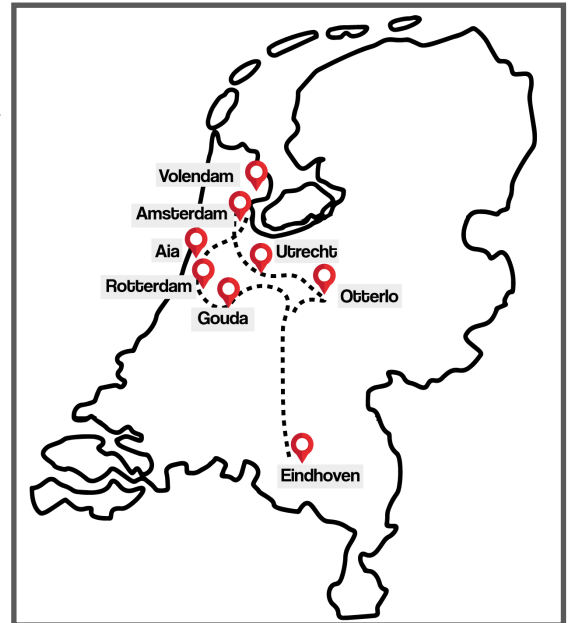 Volendam
Amsterdam
Aia
Utrecht
Rotterdam
Otterlo
Gouda
Eindhoven